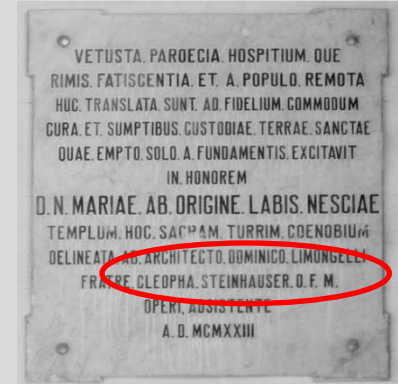 VETUSTA. PAROECIA. HOSPITIUM. QUE
RIMIS. FATISCENTIA. ET. A. POPULO. REMOTA
HUC. TRANSLATA. SUNT. AD. FIDELIUM. COMMODUM
CURA. ET. SUMPTIBUS. CUSTODIAE. TERRAE. SANCTAE
QUAE. EMPTO. SOLO. A. FUNDAMENTIS. EXCITAVIT
IN. HONOREM
D.N. MARIAE. AB. ORIGINE. LABIS. NESCIAE
TEMPLUM. HOC. SACRAM. TURRIM. COENOBIUM
DELINEATA. AB. ARCHITECTO. DOMINICO. LIMONGELLI
FRATRE. CLEOPHA. STEINHAUSER. O.F.M.
OPERI. ADSISTENTE
A.D. MCMXXIII